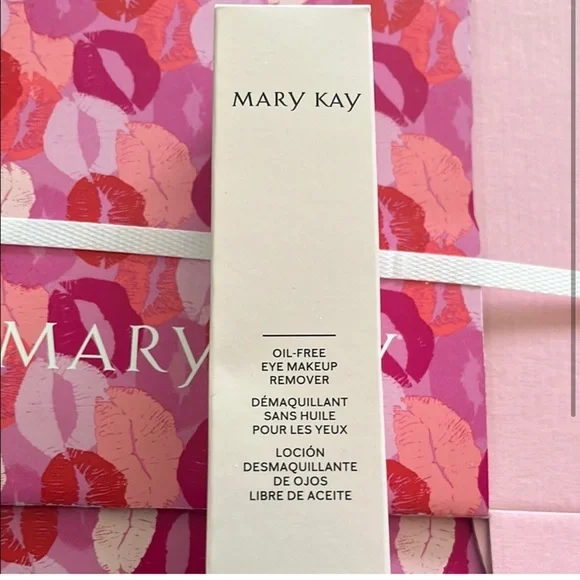 MARY KAY
MARY
Y
OIL-FREE
EYE MAKEUP
REMOVER
DÉMAQUILLANT
SANS HUILE
POUR LES YEUX
LOCIÓN
DESMAQUILLANTE
DE OJOS
LIBRE DE ACEITE